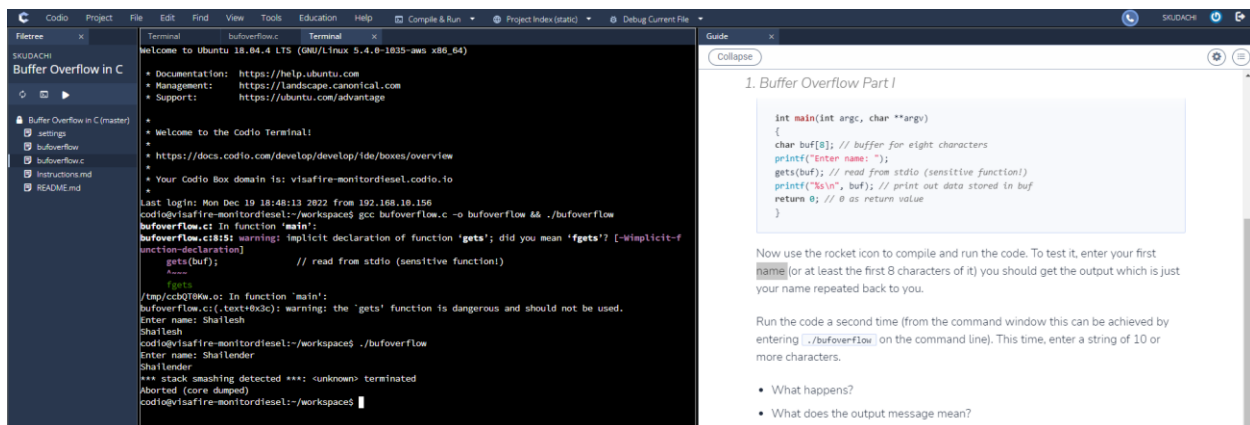 Codio Project File Edit Find View Tools Education Help Compile & Run Project Index (static) Debug Current File SKUDACHI
Filetree x
SKUDACHI
Buffer Overflow in C
Buffer Overflow in C (master)
.settings
bufoverflow
bufoverflow.c
Instructions.md
README.md
Terminal bufoverflow.c Terminal x
Welcome to Ubuntu 18.04.4 LTS (GNU/Linux 5.4.0-1035-aws x86_64)
* Documentation: https://help.ubuntu.com
* Management: https://landscape.canonical.com
* Support: https://ubuntu.com/advantage
*
* Welcome to the Codio Terminal!
*
* https://docs.codio.com/develop/develop/ide/boxes/overview
*
* Your Codio Box domain is: visafire-monitordiesel.codio.io
*
Last login: Mon Dec 19 18:48:13 2022 from 192.168.10.156
codio@visafire-monitordiesel:~/workspace$ gcc bufoverflow.c -o bufoverflow && ./bufoverflow
bufoverflow.c: In function ‘main’:
bufoverflow.c:8:5: warning: implicit declaration of function ‘gets’; did you mean ‘fgets’? [-Wimplicit-f
unction-declaration]
gets(buf); // read from stdio (sensitive function!)
^~~~
fgets
/tmp/ccbQT0Kw.o: In function `main':
bufoverflow.c:(.text+0x3c): warning: the `gets' function is dangerous and should not be used.
Enter name: Shailesh
Shailesh
codio@visafire-monitordiesel:~/workspace$ ./bufoverflow
Enter name: Shailender
Shailender
*** stack smashing detected ***: <unknown> terminated
Aborted (core dumped)
codio@visafire-monitordiesel:~/workspace$
Guide x
Collapse
1. Buffer Overflow Part I
int main(int argc, char **argv)
{
char buf[8]; // buffer for eight characters
printf("Enter name: ");
gets(buf); // read from stdio (sensitive function!)
printf("%s\n", buf); // print out data stored in buf
return 0; // 0 as return value
}
Now use the rocket icon to compile and run the code. To test it, enter your first
name (or at least the first 8 characters of it) you should get the output which is just
your name repeated back to you.
Run the code a second time (from the command window this can be achieved by
entering ./bufoverflow on the command line). This time, enter a string of 10 or
more characters.
• What happens?
• What does the output message mean?